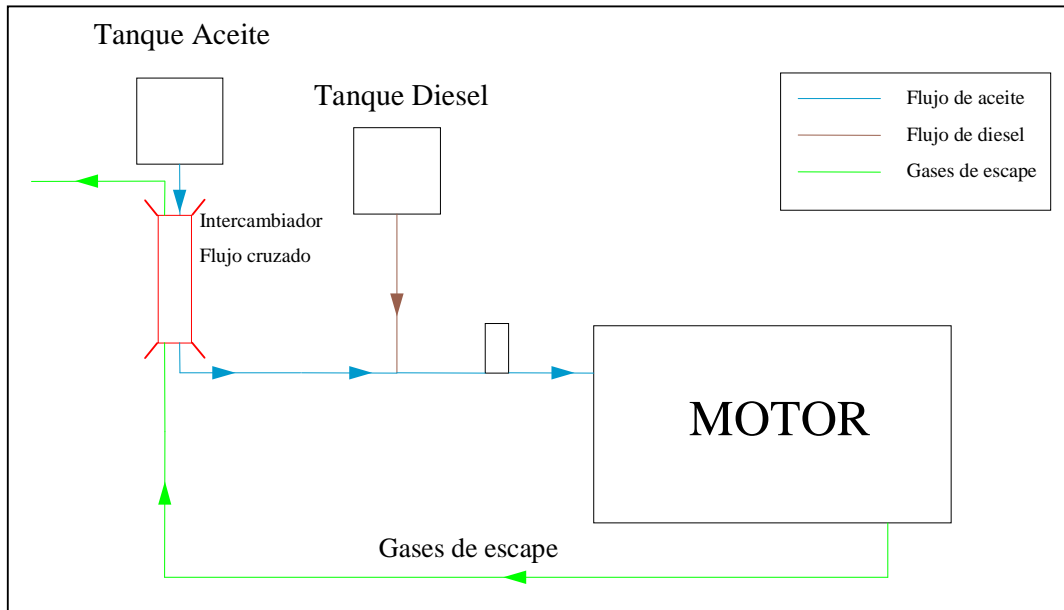 Tanque Aceite
Tanque Diesel
Flujo de aceite
Flujo de diesel
Gases de escape
Intercambiador
Flujo cruzado
MOTOR
Gases de escape